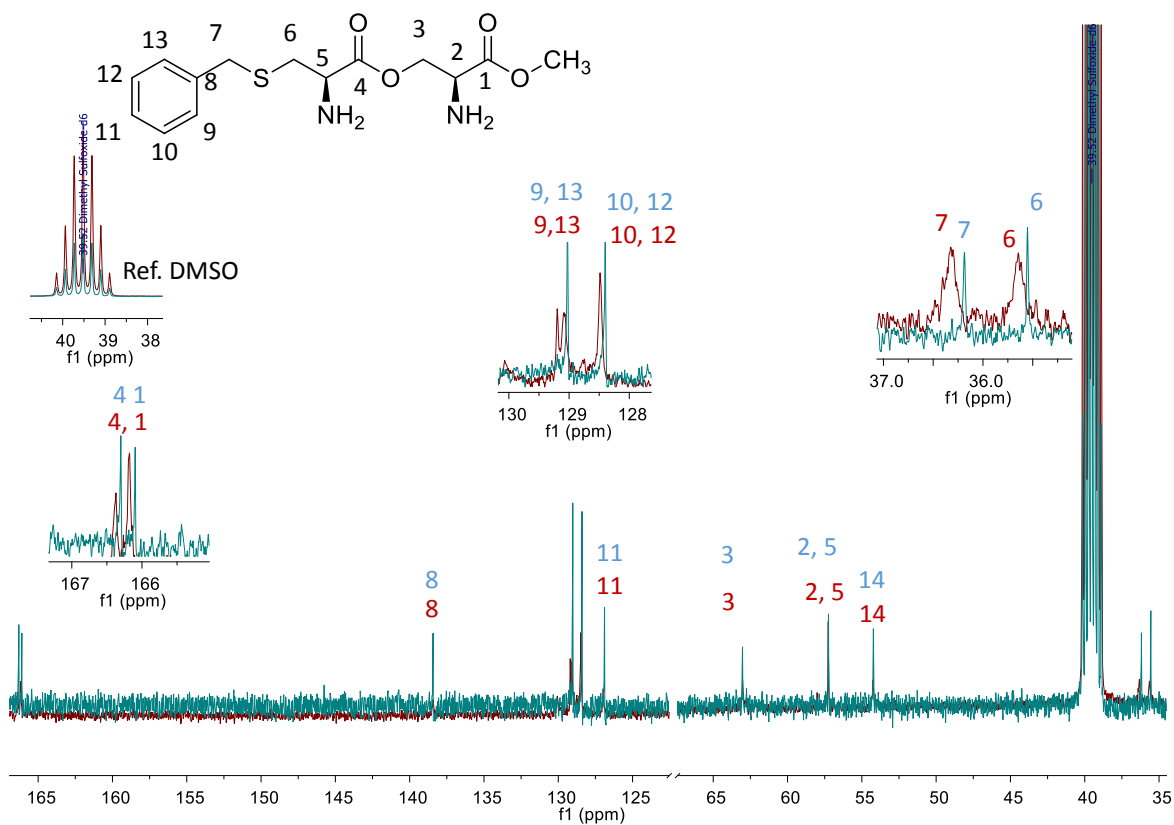 3
O
7
6
O
13
5
2
12
8
S
4
O
1
O
CH3
11
9
NH2
NH2
10
39.52 Dimethyl Sulfoxide-d6
Ref. DMSO
40 39 38
f1 (ppm)
4 1
4, 1
167 166
f1 (ppm)
9, 13
9,13
10, 12
10, 12
130 129 128
f1 (ppm)
7 7 6 6
37.0 36.0
f1 (ppm)
39.52 Dimethyl Sulfoxide-d6
8
8
11
11
3
3
2, 5
2, 5
14
14
165 160 155 150 145 140 135 130 125 65 60 55 50 45 40 35
f1 (ppm) f1 (ppm)